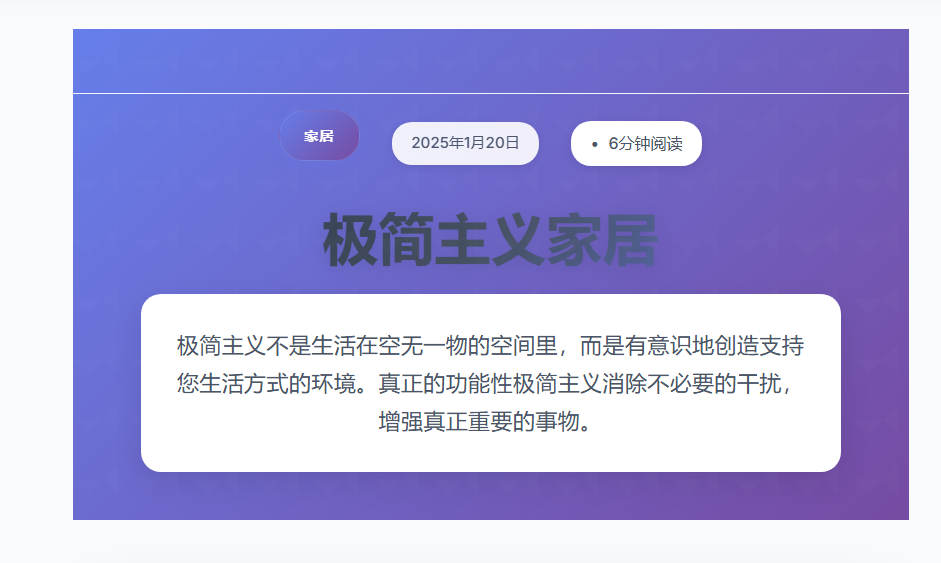 家居
2025年1月20日
• 6分钟阅读
极简主义家居
极简主义不是生活在空无一物的空间里，而是有意识地创造支持
您生活方式的环境。真正的功能性极简主义消除不必要的干扰，
增强真正重要的事物。